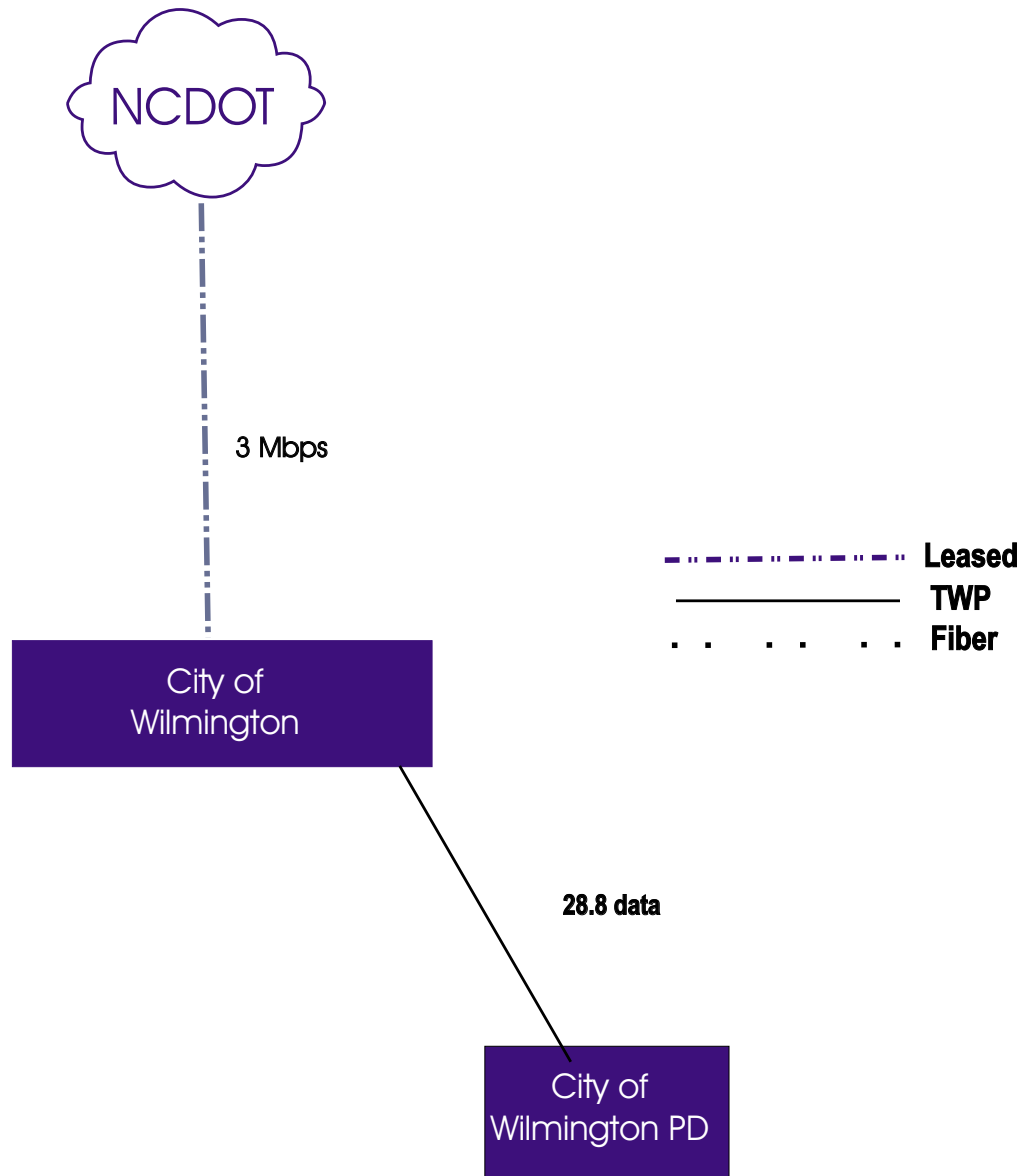 NCDOT
3 Mbps
Leased
TWP
Fiber
City of
Wilmington
28.8 data
City of
Wilmington PD